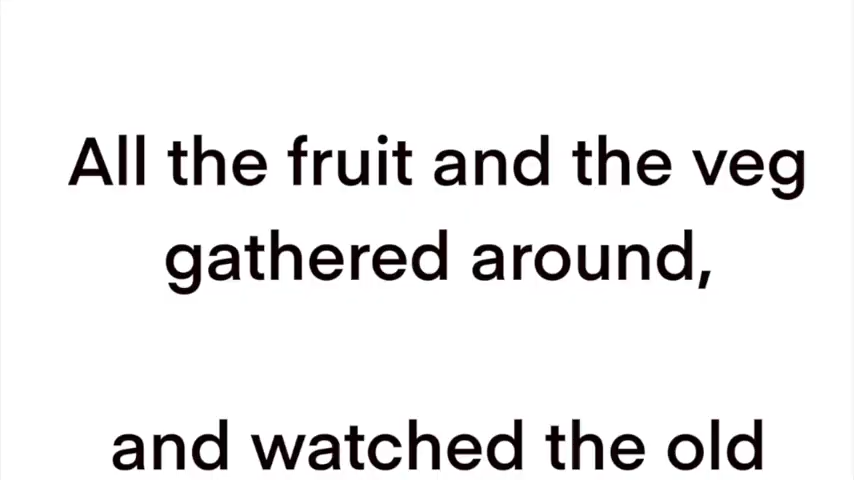 All the fruit and the veg
gathered around,
and watched the old